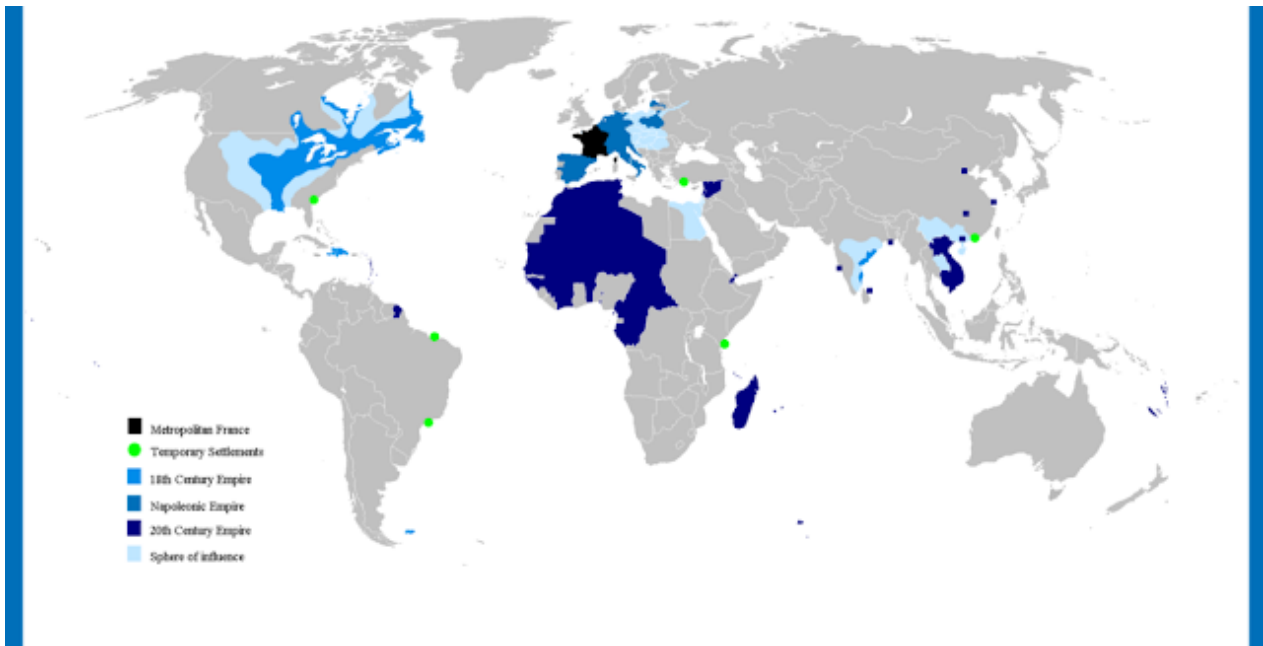 Metropolitan France
Temporary Settlements
18th Century Empire
Napoleonic Empire
20th Century Empire
Sphere of influence